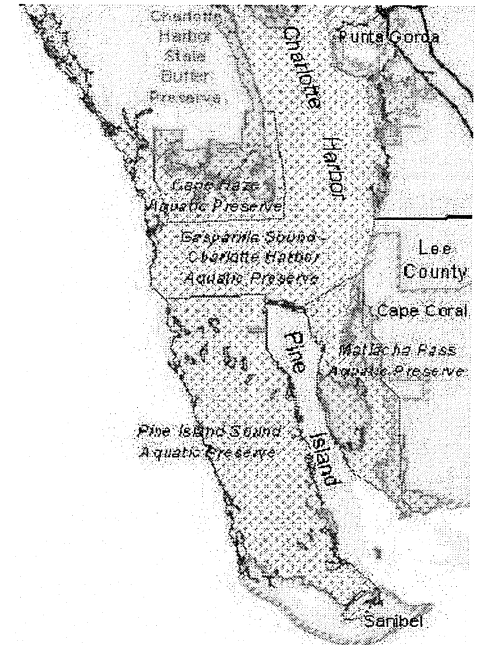 Charlotte
Harbor
State
Buffer
Preserve
Punta Gorda
Charlotte
Harbor
Cape Haze
Aquatic Preserve
Gasparilla Sound -
Charlotte Harbor
Aquatic Preserve
Lee
County
Cape Coral
Pine
Island
Matlacha Pass
Aquatic Preserve
Pine Island Sound
Aquatic Preserve
Sanibel